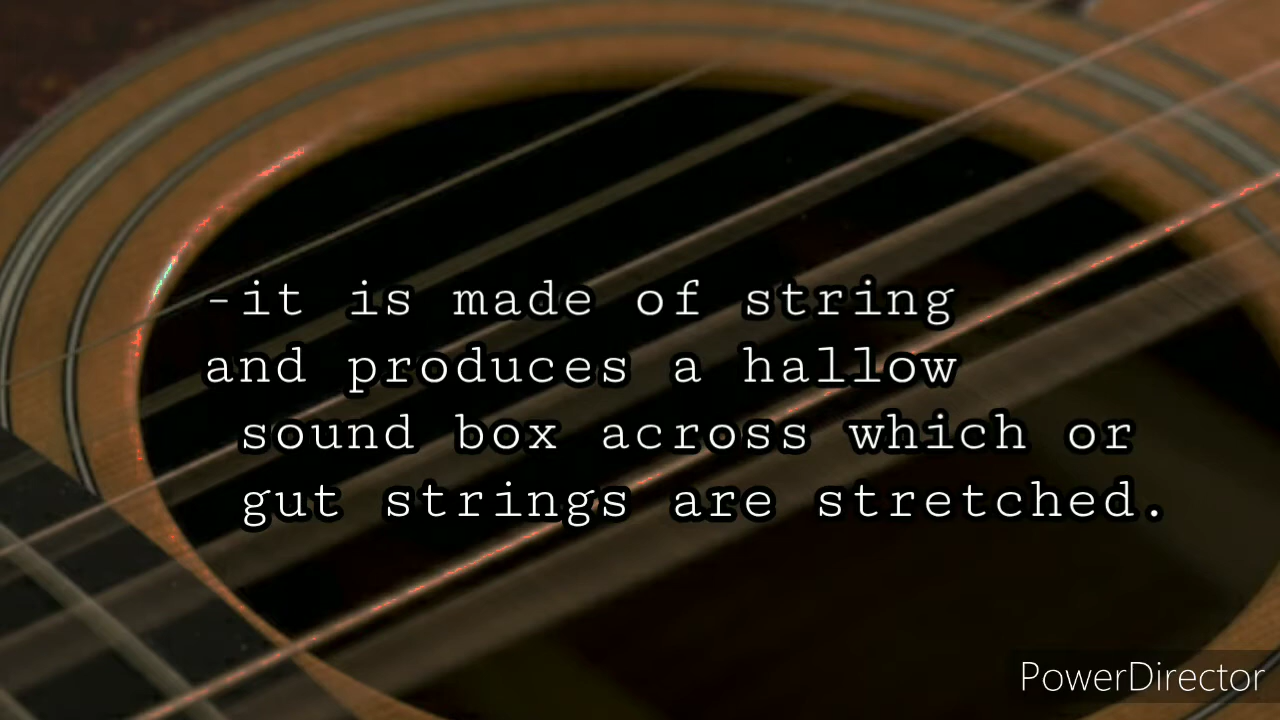 -it is made of string
and produces a hallow
sound box across which or
gut strings are stretched.
PowerDirector